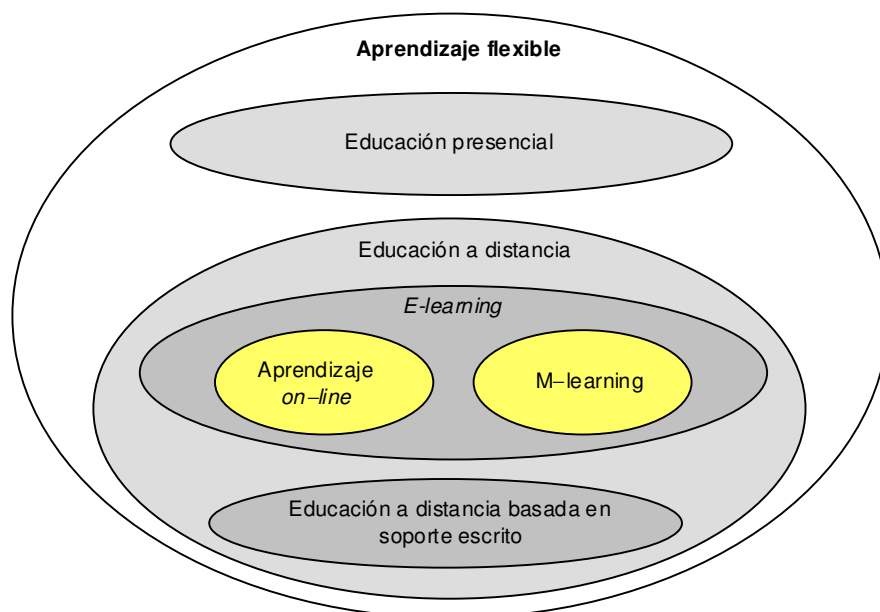 Aprendizaje flexible
Educación presencial
Educación a distancia
E-learning
Aprendizaje
on–line
M–learning
Educación a distancia basada en
soporte escrito